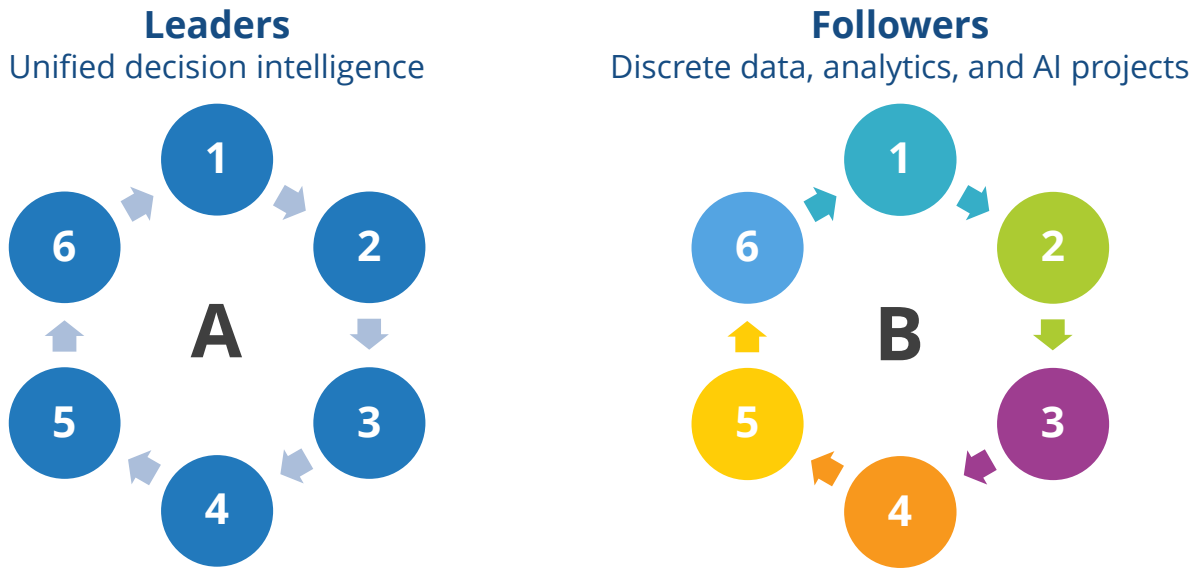 Leaders
Unified decision intelligence
1
2
3
4
5
6
A
Followers
Discrete data, analytics, and AI projects
1
2
3
4
5
6
B